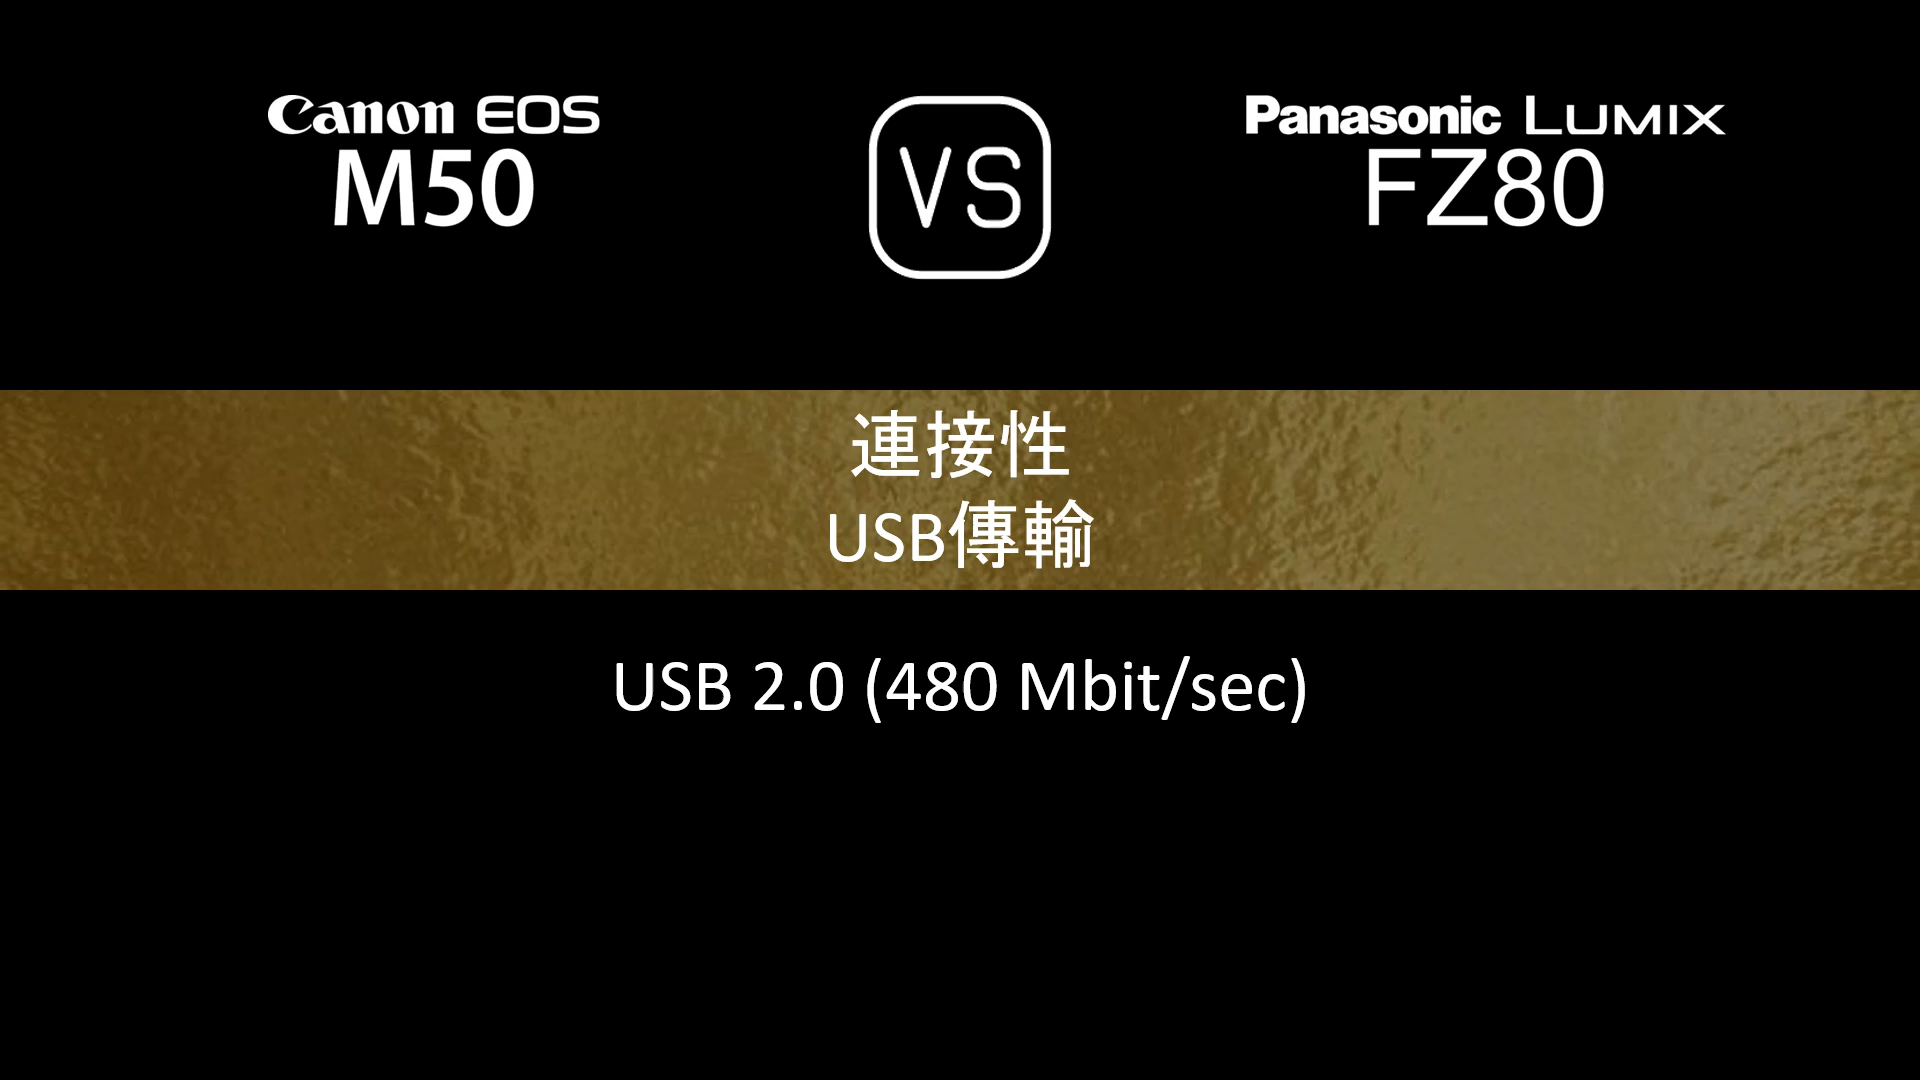 Canon EOS
M50
VS
Panasonic LUMIX
FZ80
連接性
USB傳輸
USB 2.0 (480 Mbit/sec)